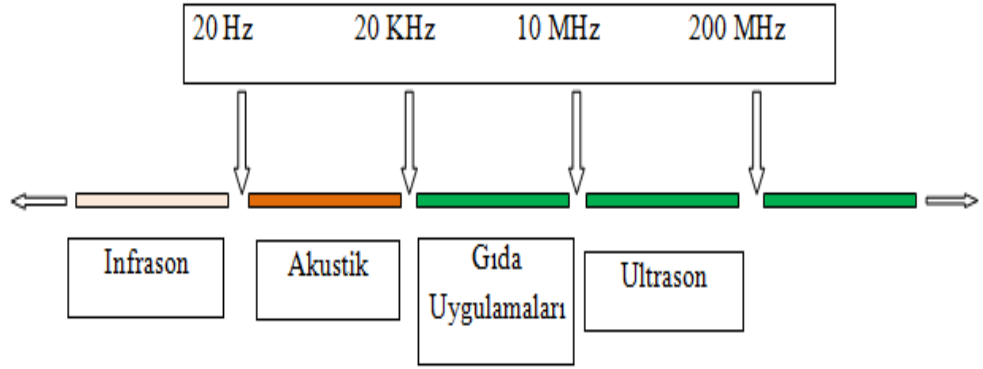 20 Hz 20 KHz 10 MHz 200 MHz
Infrason
Akustik
Gıda
Uygulamaları
Ultrason